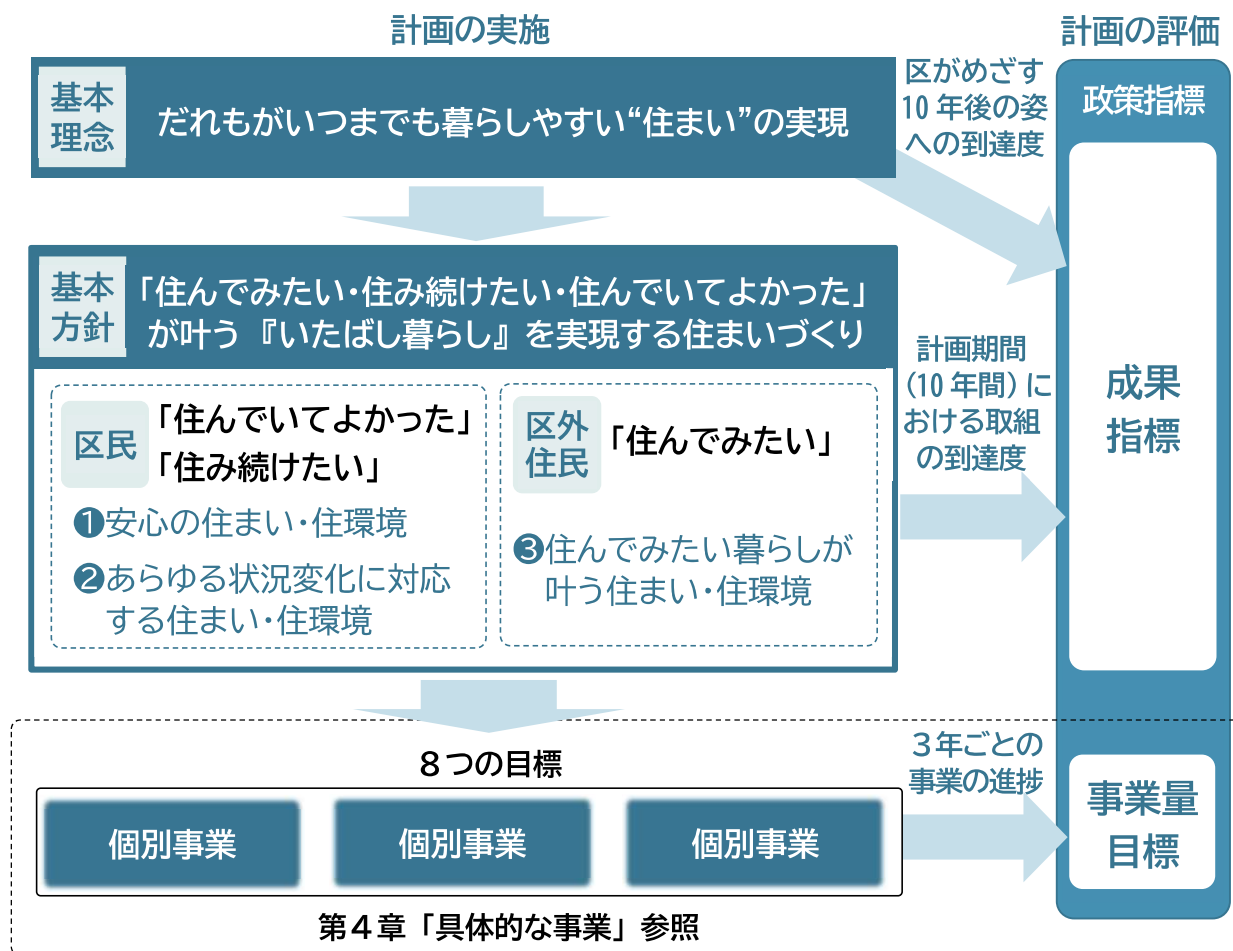 計画の実施
計画の評価
基本
理念
だれもがいつまでも暮らしやすい“住まい”の実現
区がめざす
10年後の姿
への到達度
政策指標
基本
方針
「住んでみたい・住み続けたい・住んでいてよかった」
が叶う『いたばし暮らし』を実現する住まいづくり
区民
「住んでいてよかった」
「住み続けたい」
❶安心の住まい・住環境
❷あらゆる状況変化に対応
する住まい・住環境
区外
住民
「住んでみたい」
❸住んでみたい暮らしが
叶う住まい・住環境
計画期間
(10年間)に
おける取組
の到達度
成果
指標
8つの目標
個別事業
個別事業
個別事業
第4章「具体的な事業」参照
3年ごとの
事業の進捗
事業量
目標